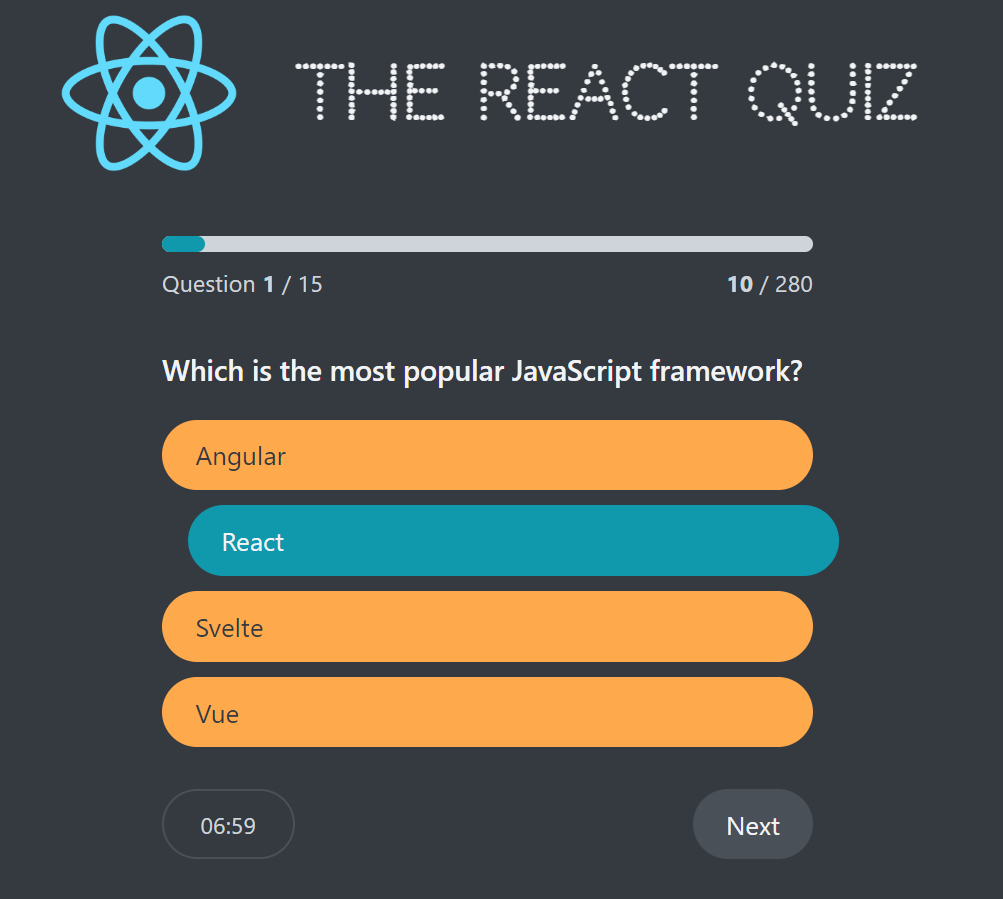 THE REACT QUIZ
Question 1 / 15
10 / 280
Which is the most popular JavaScript framework?
Angular
React
Svelte
Vue
06:59
Next